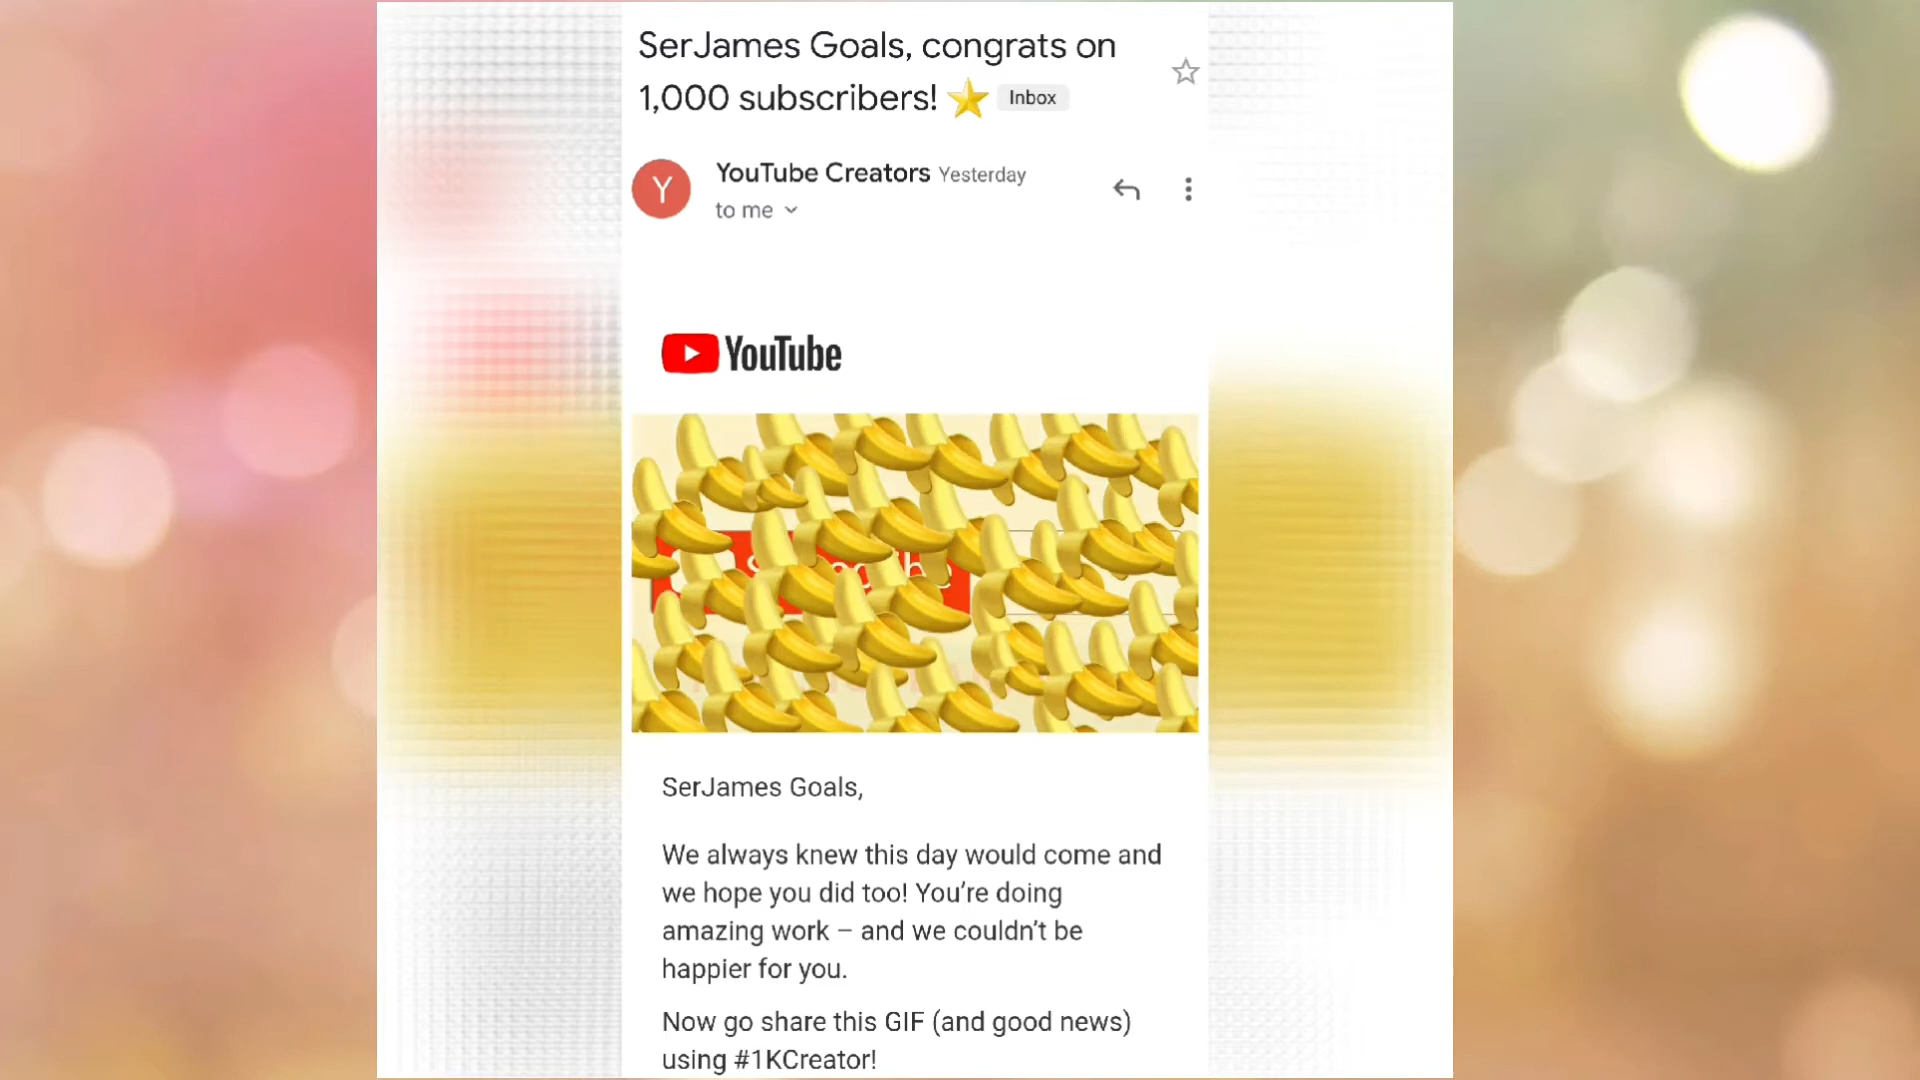 SerJames Goals, congrats on
1,000 subscribers! ⭐ Inbox
Y
YouTube Creators Yesterday
to me
YouTube
SerJames Goals,
We always knew this day would come and
we hope you did too! You're doing
amazing work – and we couldn't be
happier for you.
Now go share this GIF (and good news)
using #1KCreator!